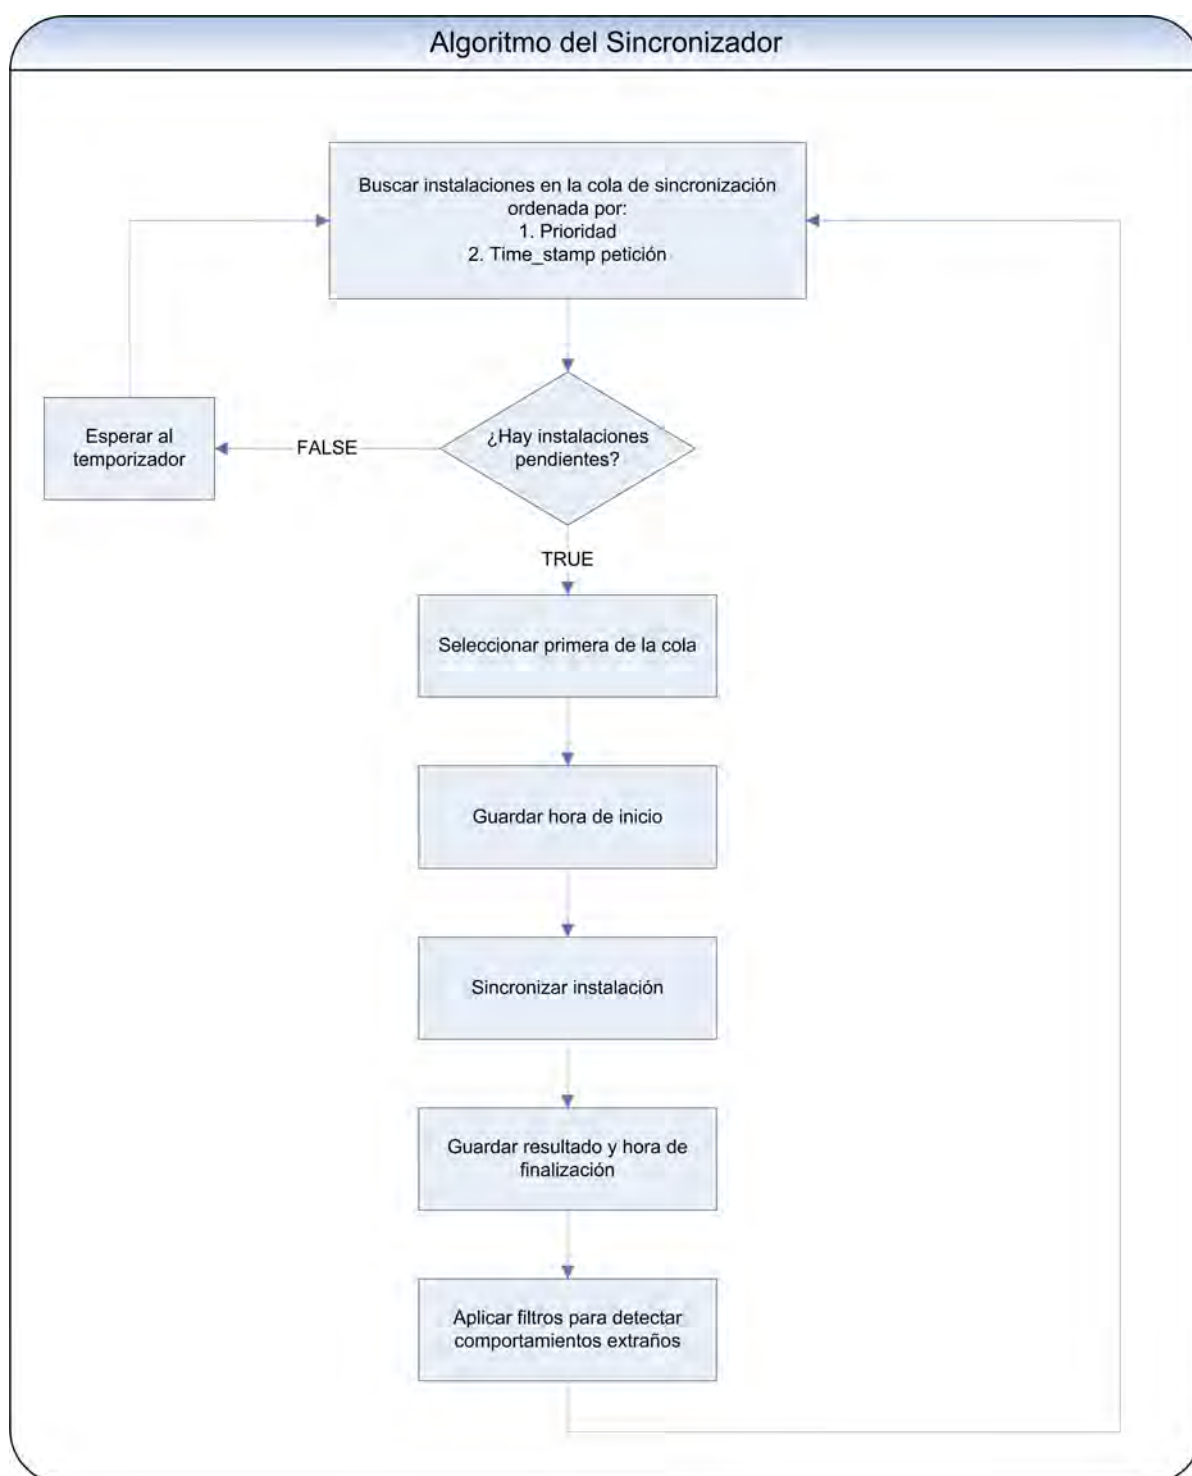 Algoritmo del Sincronizador
Buscar instalaciones en la cola de sincronización
ordenada por:
1. Prioridad
2. Time_stamp petición
Esperar al
temporizador
FALSE
¿Hay instalaciones
pendientes?
TRUE
Seleccionar primera de la cola
Guardar hora de inicio
Sincronizar instalación
Guardar resultado y hora de
finalización
Aplicar filtros para detectar
comportamientos extraños